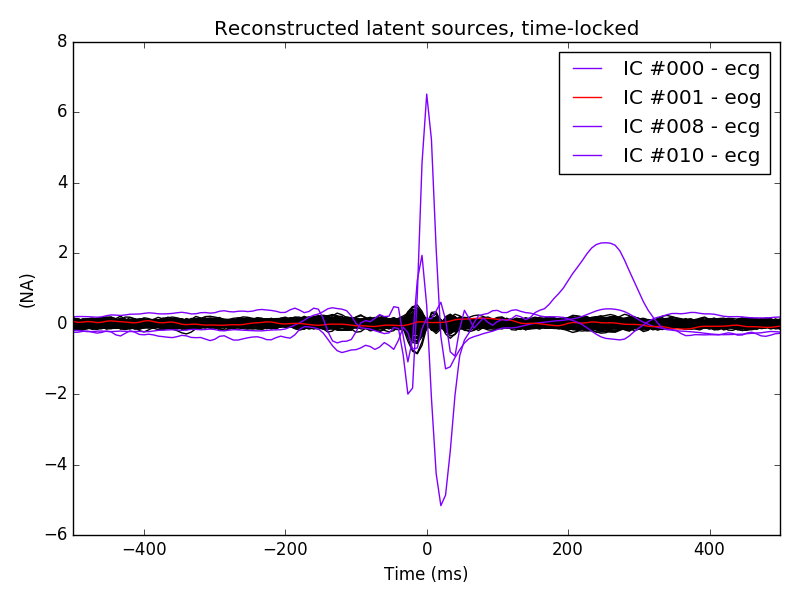 Reconstructed latent sources, time-locked
IC #000 - ecg
IC #001 - eog
IC #008 - ecg
IC #010 - ecg
8
6
4
2
0
−2
−4
−6
(NA)
−400
−200
0
200
400
Time (ms)